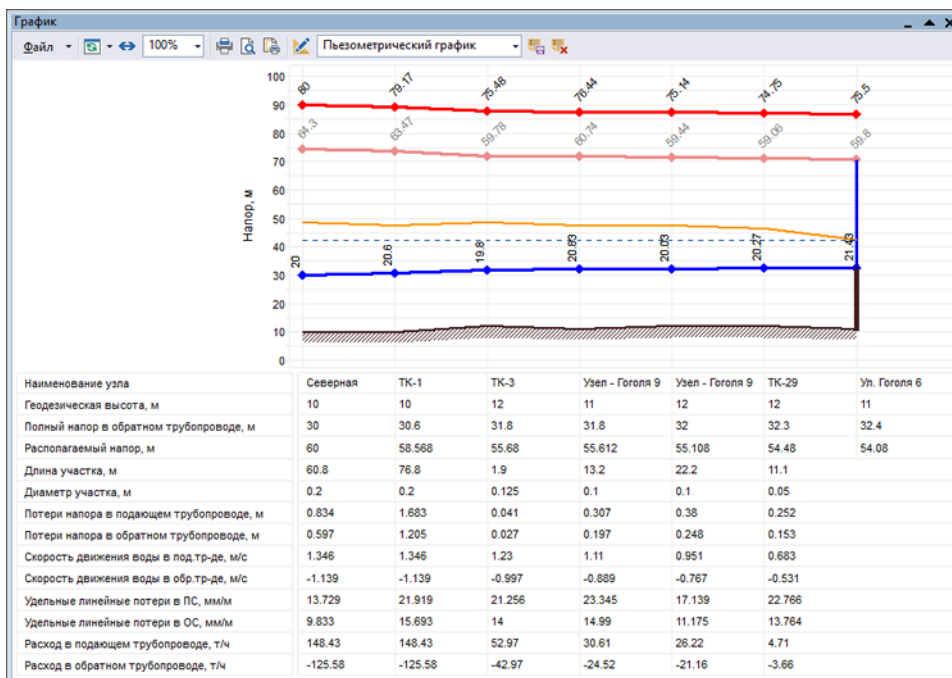 График
Файл 100% Пьезометрический график
100
90
80
70
60
50
40
30
20
10
0
Напор, м
80 79.17 75.48 76.44 75.14 74.75 75.5
64.3 63.47 59.78 60.74 59.44 59.06 59.8
20 20.6 19.8 20.83 20.03 20.27 21.43
Наименование узла Северная ТК-1 ТК-3 Узел - Гоголя 9 Узел - Гоголя 9 ТК-29 Ул. Гоголя 6
Геодезическая высота, м 10 10 12 11 12 12 11
Полный напор в обратном трубопроводе, м 30 30.6 31.8 31.8 32 32.3 32.4
Располагаемый напор, м 60 58.568 55.68 55.612 55.108 54.48 54.08
Длина участка, м 60.8 76.8 1.9 13.2 22.2 11.1
Диаметр участка, м 0.2 0.2 0.125 0.1 0.1 0.05
Потери напора в подающем трубопроводе, м 0.834 1.683 0.041 0.307 0.38 0.252
Потери напора в обратном трубопроводе, м 0.597 1.205 0.027 0.197 0.248 0.153
Скорость движения воды в под.тр-де, м/с 1.346 1.346 1.23 1.11 0.951 0.683
Скорость движения воды в обр.тр-де, м/с -1.139 -1.139 -0.997 -0.889 -0.767 -0.531
Удельные линейные потери в ПС, мм/м 13.729 21.919 21.256 23.345 17.139 22.766
Удельные линейные потери в ОС, мм/м 9.833 15.693 14 14.99 11.175 13.764
Расход в подающем трубопроводе, т/ч 148.43 148.43 52.97 30.61 26.22 4.71
Расход в обратном трубопроводе, т/ч -125.58 -125.58 -42.97 -24.52 -21.16 -3.66